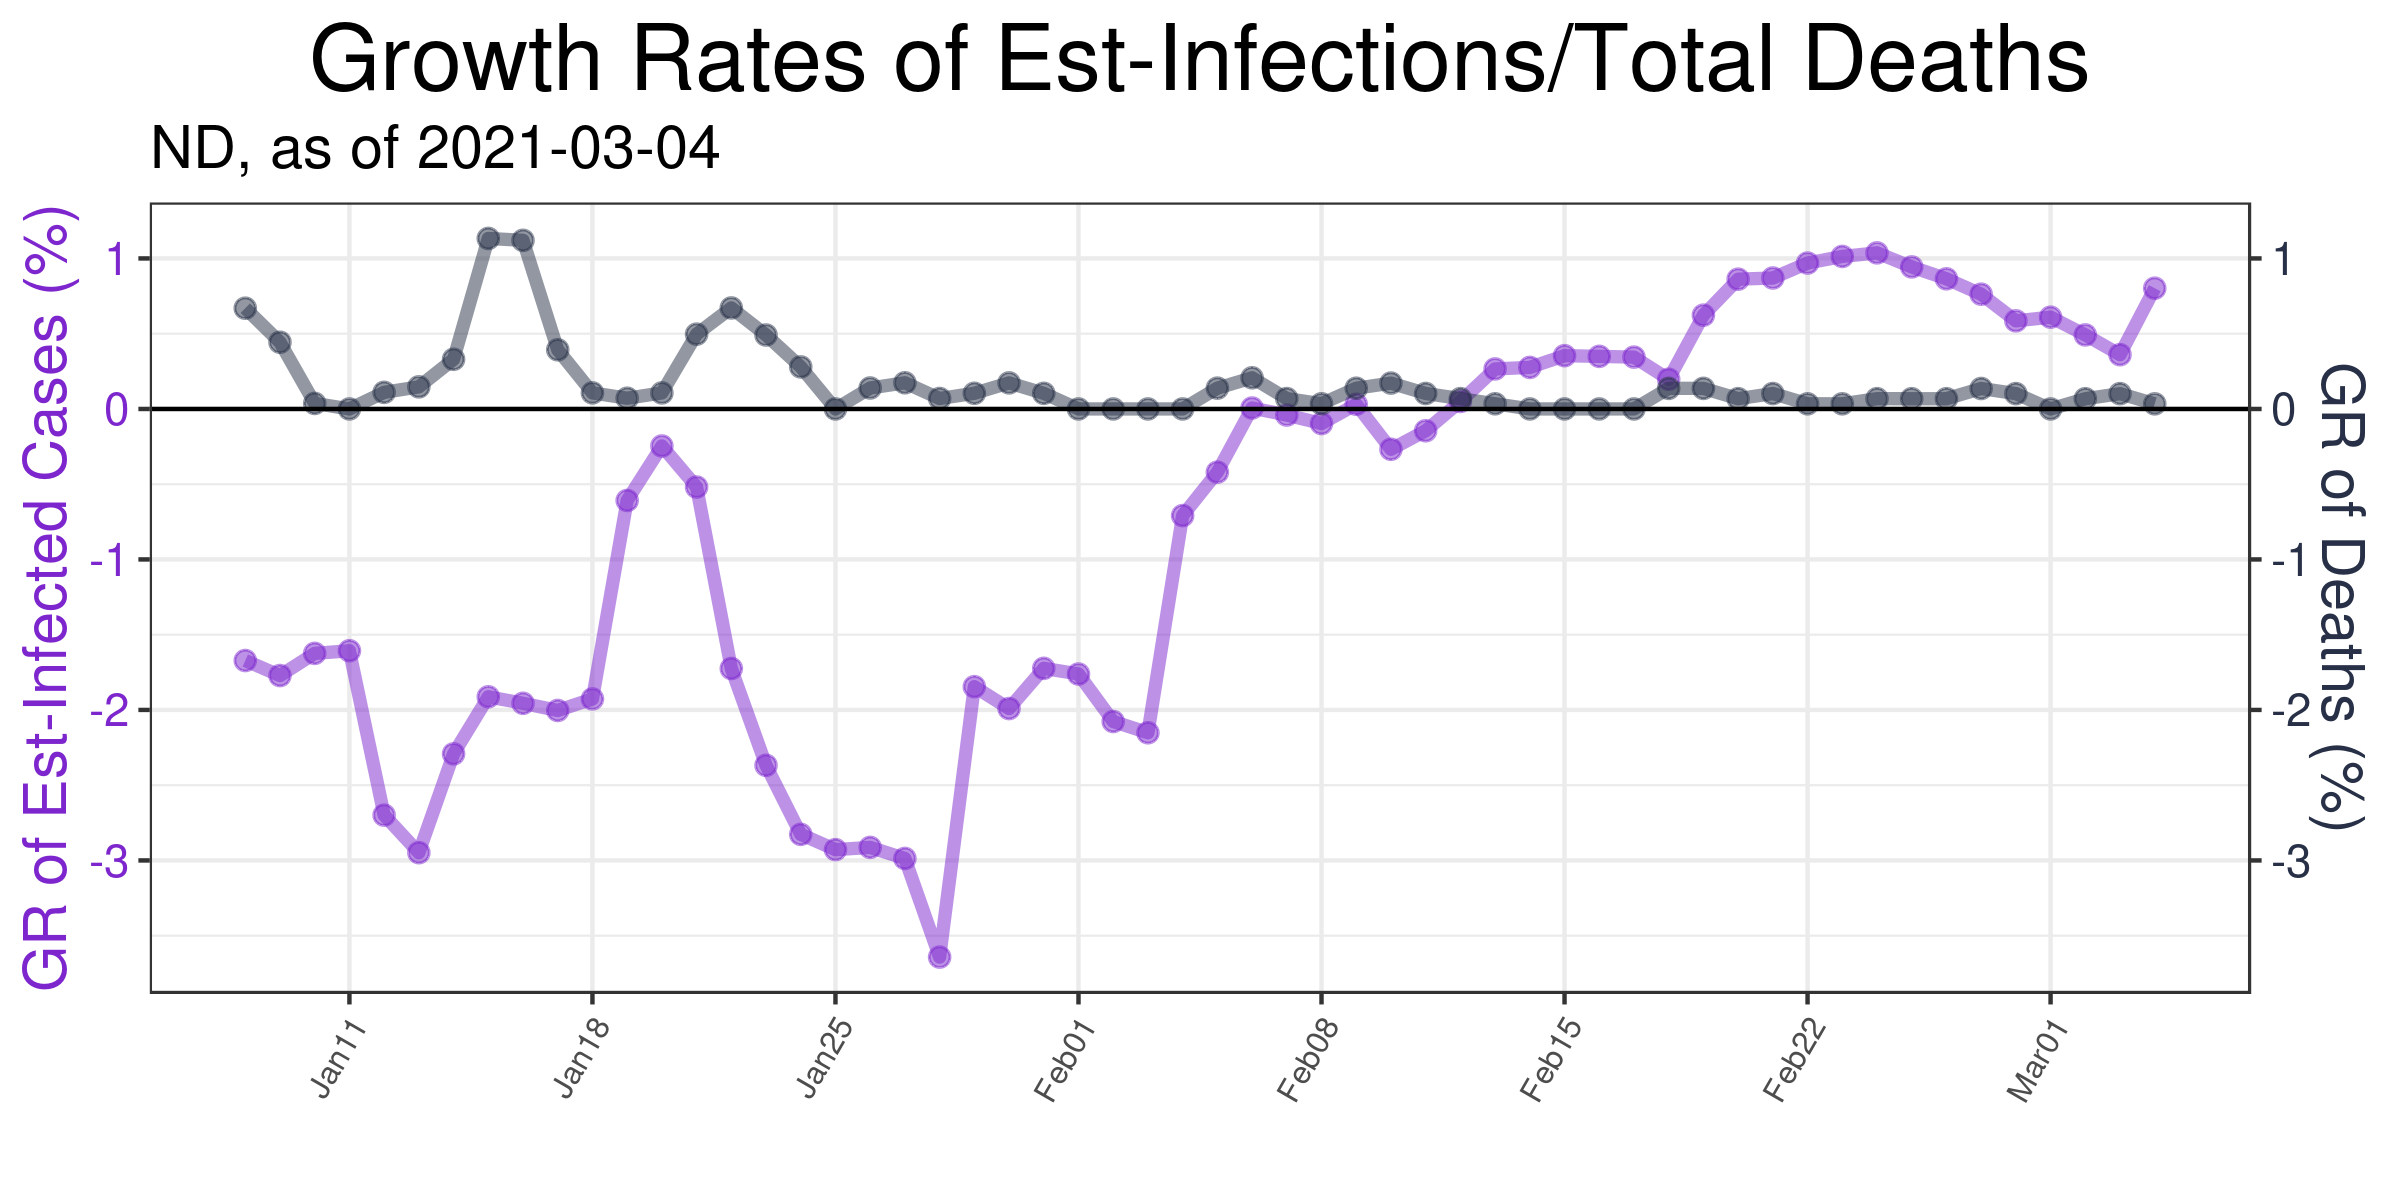 Growth Rates of Est-Infections/Total Deaths
ND, as of 2021-03-04
GR of Est-Infected Cases (%)
1
0
-1
-2
-3
1
0
-1
-2
-3
GR of Deaths (%)
Jan11
Jan18
Jan25
Feb01
Feb08
Feb15
Feb22
Mar01